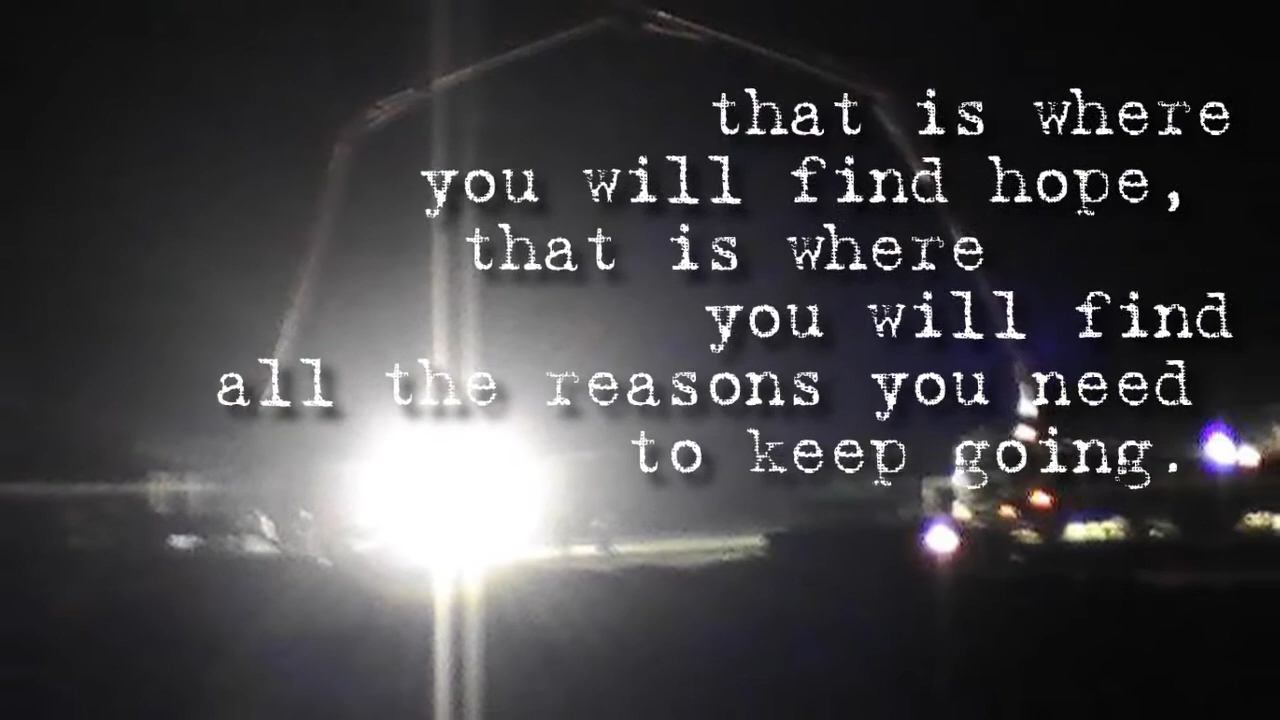 that is where
you will find hope,
that is where
you will find
all the reasons you need
to keep going.